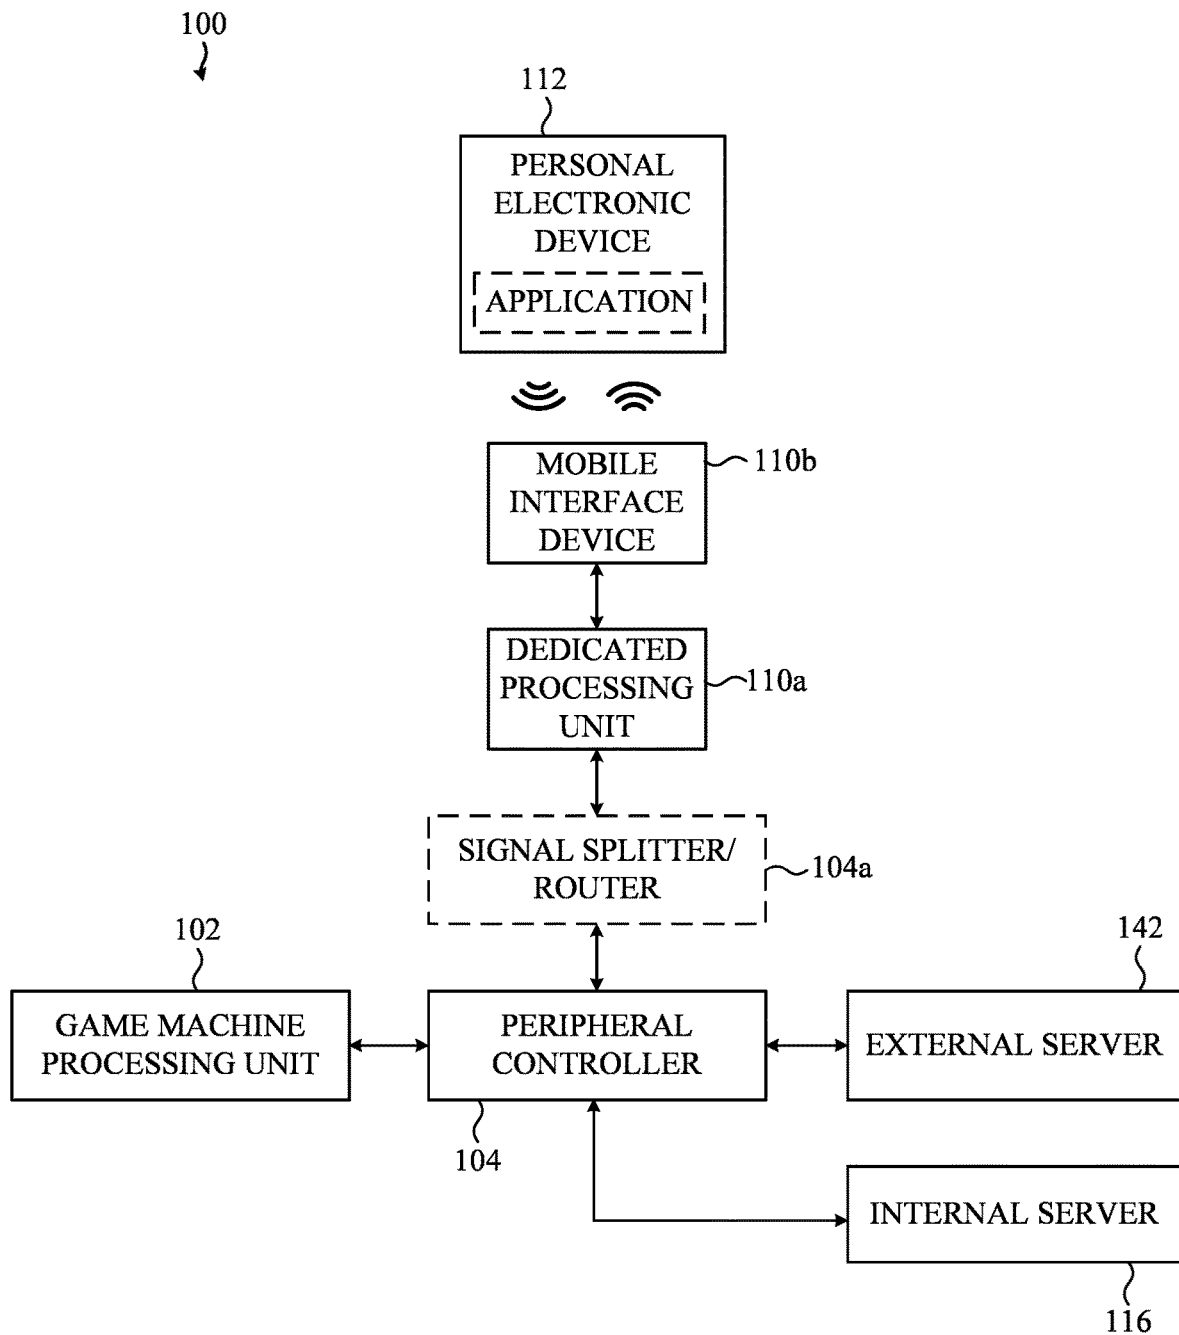 100
112
PERSONAL
ELECTRONIC
DEVICE
APPLICATION
MOBILE
INTERFACE
DEVICE
110b
DEDICATED
PROCESSING
UNIT
110a
SIGNAL SPLITTER/
ROUTER
104a
102
142
GAME MACHINE
PROCESSING UNIT
PERIPHERAL
CONTROLLER
EXTERNAL SERVER
104
INTERNAL SERVER
116